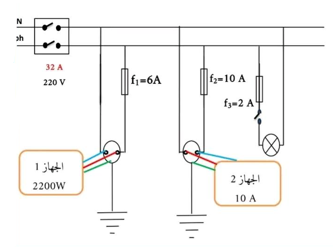 N
ph
32 A
220 V
f₁=6A
f₂=10 A
f₃=2 A
الجهاز 1
2200W
الجهاز 2
10 A